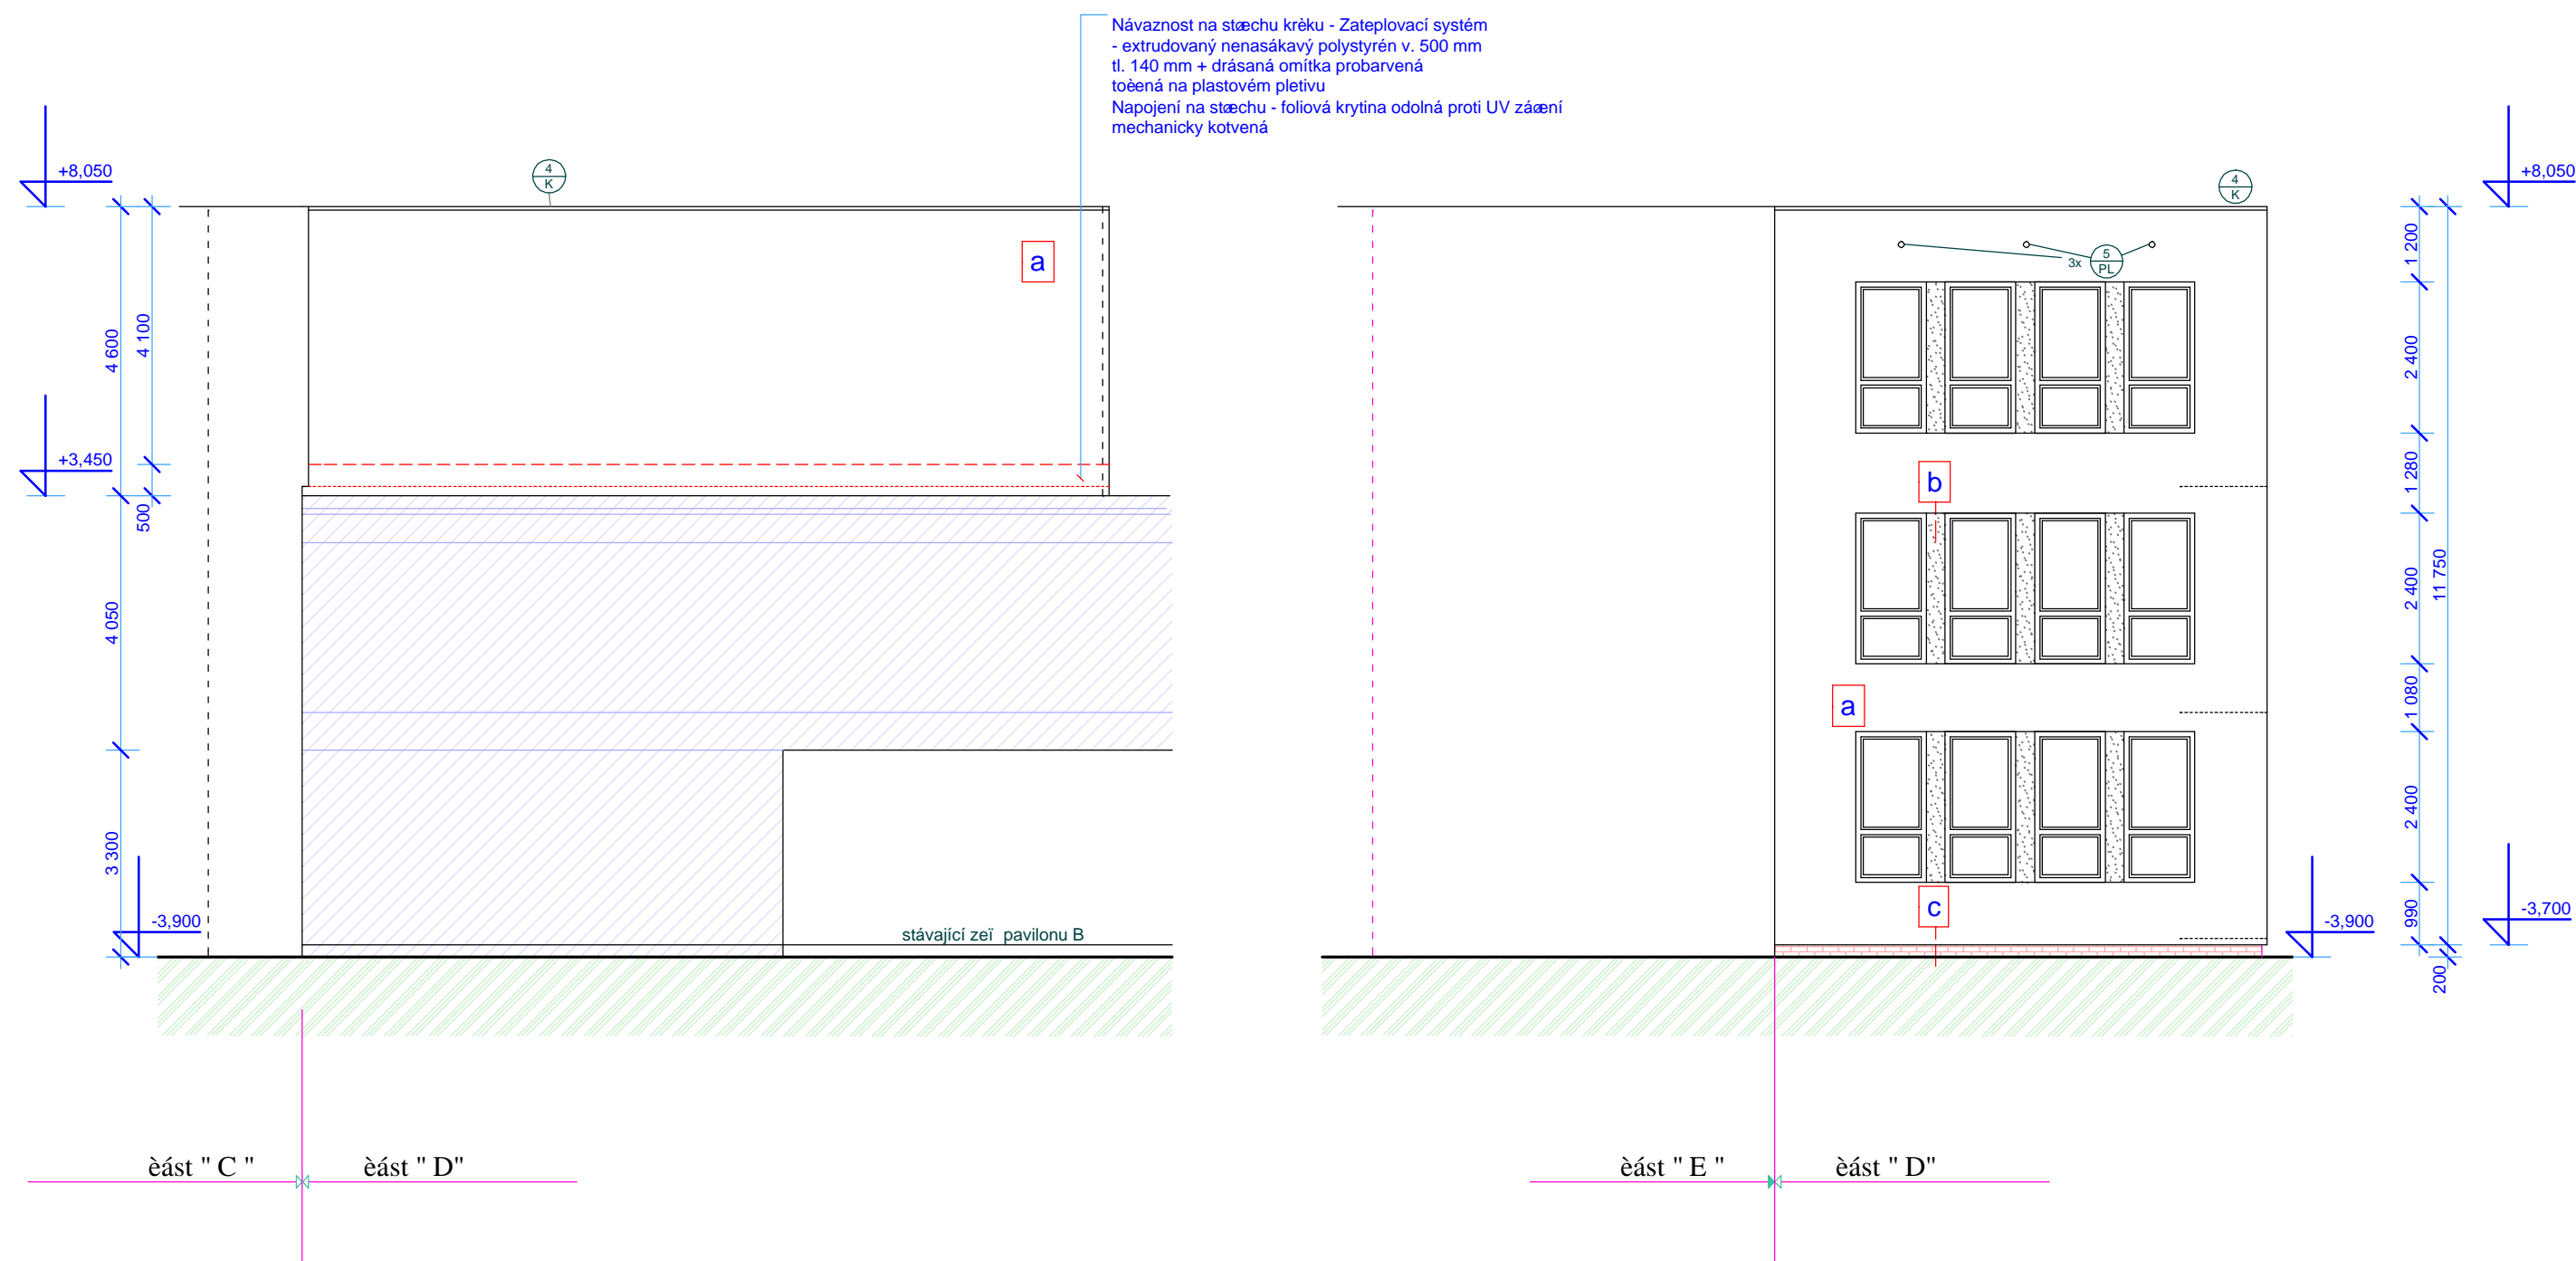 Návaznost na støechu krèku - Zateplovací systém
- extrudovaný nenasákavý polystyrén v. 500 mm
tl. 140 mm + drásaná omítka probarvená
toèená na plastovém pletivu
Napojení na støechu - foliová krytina odolná proti UV záøení
mechanicky kotvená
+8,050
4
K
a
4 600
4 100
+3,450
500
4 050
3 300
-3,900
stávající zeï pavilonu B
èást " C "
èást " D"
4
K
+8,050
3x
5
PL
1 200
2 400
1 280
b
2 400
11 750
a
1 080
2 400
c
990
-3,900
-3,700
200
èást " E "
èást " D"